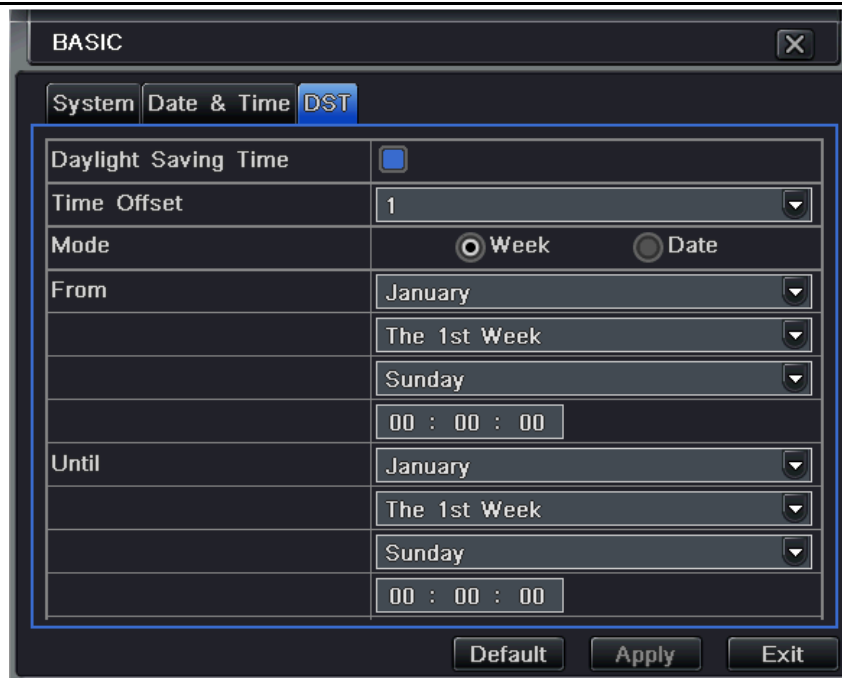 BASIC
System Date & Time DST
Daylight Saving Time
Time Offset 1
Mode Week Date
From January
The 1st Week
Sunday
00 : 00 : 00
Until January
The 1st Week
Sunday
00 : 00 : 00
Default Apply Exit